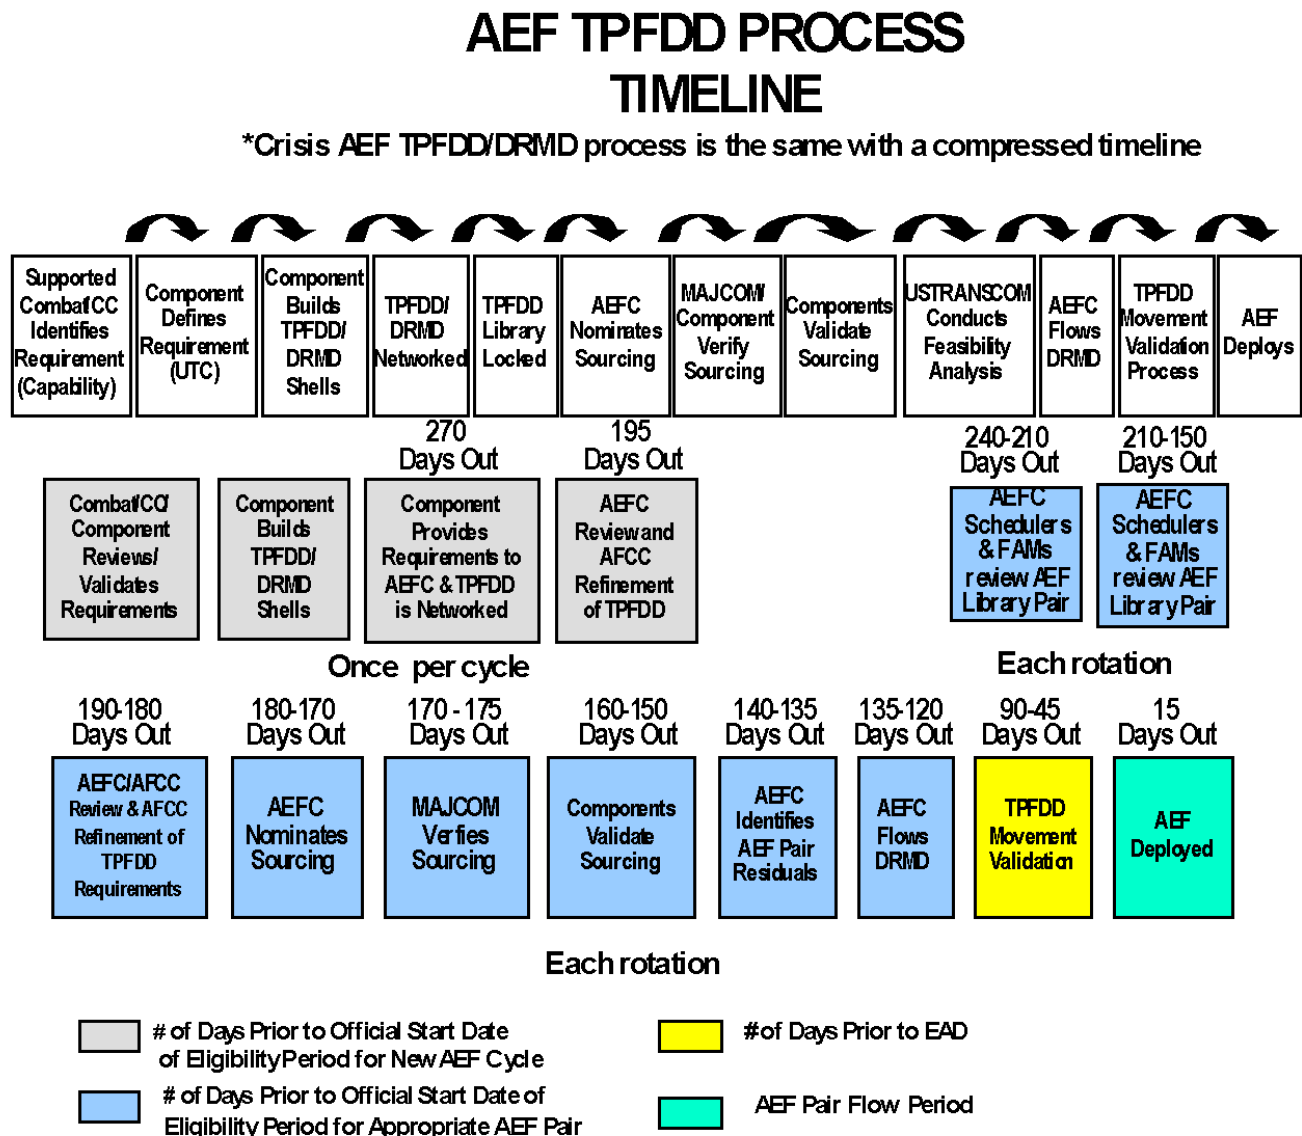 AEF TPFDD PROCESS
TIMELINE
*Crisis AEF TPFDD/DRMD process is the same with a compressed timeline
Supported
Combat/CC
Identifies
Requirement
(Capability)
Component
Defines
Requirement
(UTC)
Component
Builds
TPFDD/
DRMD
Shells
TPFDD/
DRMD
Networked
TPFDD
Library
Locked
AEFC
Nominates
Sourcing
MAJCOM/
Component
Verify
Sourcing
Components
Validate
Sourcing
USTRANSCOM
Conducts
Feasibility
Analysis
AEFC
Flows
DRMD
TPFDD
Movement
Validation
Process
AEF
Deploys
270
Days Out
195
Days Out
240-210
Days Out
210-150
Days Out
Combat/CC/
Component
Reviews/
Validates
Requirements
Component
Builds
TPFDD/
DRMD
Shells
Component
Provides
Requirements to
AEFC & TPFDD
is Networked
AEFC
Review and
AFCC
Refinement
of TPFDD
AEFC
Schedulers
& FAMs
review AEF
Library Pair
AEFC
Schedulers
& FAMs
review AEF
Library Pair
Once per cycle
Each rotation
190-180
Days Out
180-170
Days Out
170 - 175
Days Out
160-150
Days Out
140-135
Days Out
135-120
Days Out
90-45
Days Out
15
Days Out
AEFC/AFCC
Review & AFCC
Refinement of
TPFDD
Requirements
AEFC
Nominates
Sourcing
MAJCOM
Verfies
Sourcing
Components
Validate
Sourcing
AEFC
Identifies
AEF Pair
Residuals
AEFC
Flows
DRMD
TPFDD
Movement
Validation
AEF
Deployed
Each rotation
# of Days Prior to Official Start Date
of Eligibility Period for New AEF Cycle
# of Days Prior to EAD
# of Days Prior to Official Start Date of
Eligibility Period for Appropriate AEF Pair
AEF Pair Flow Period